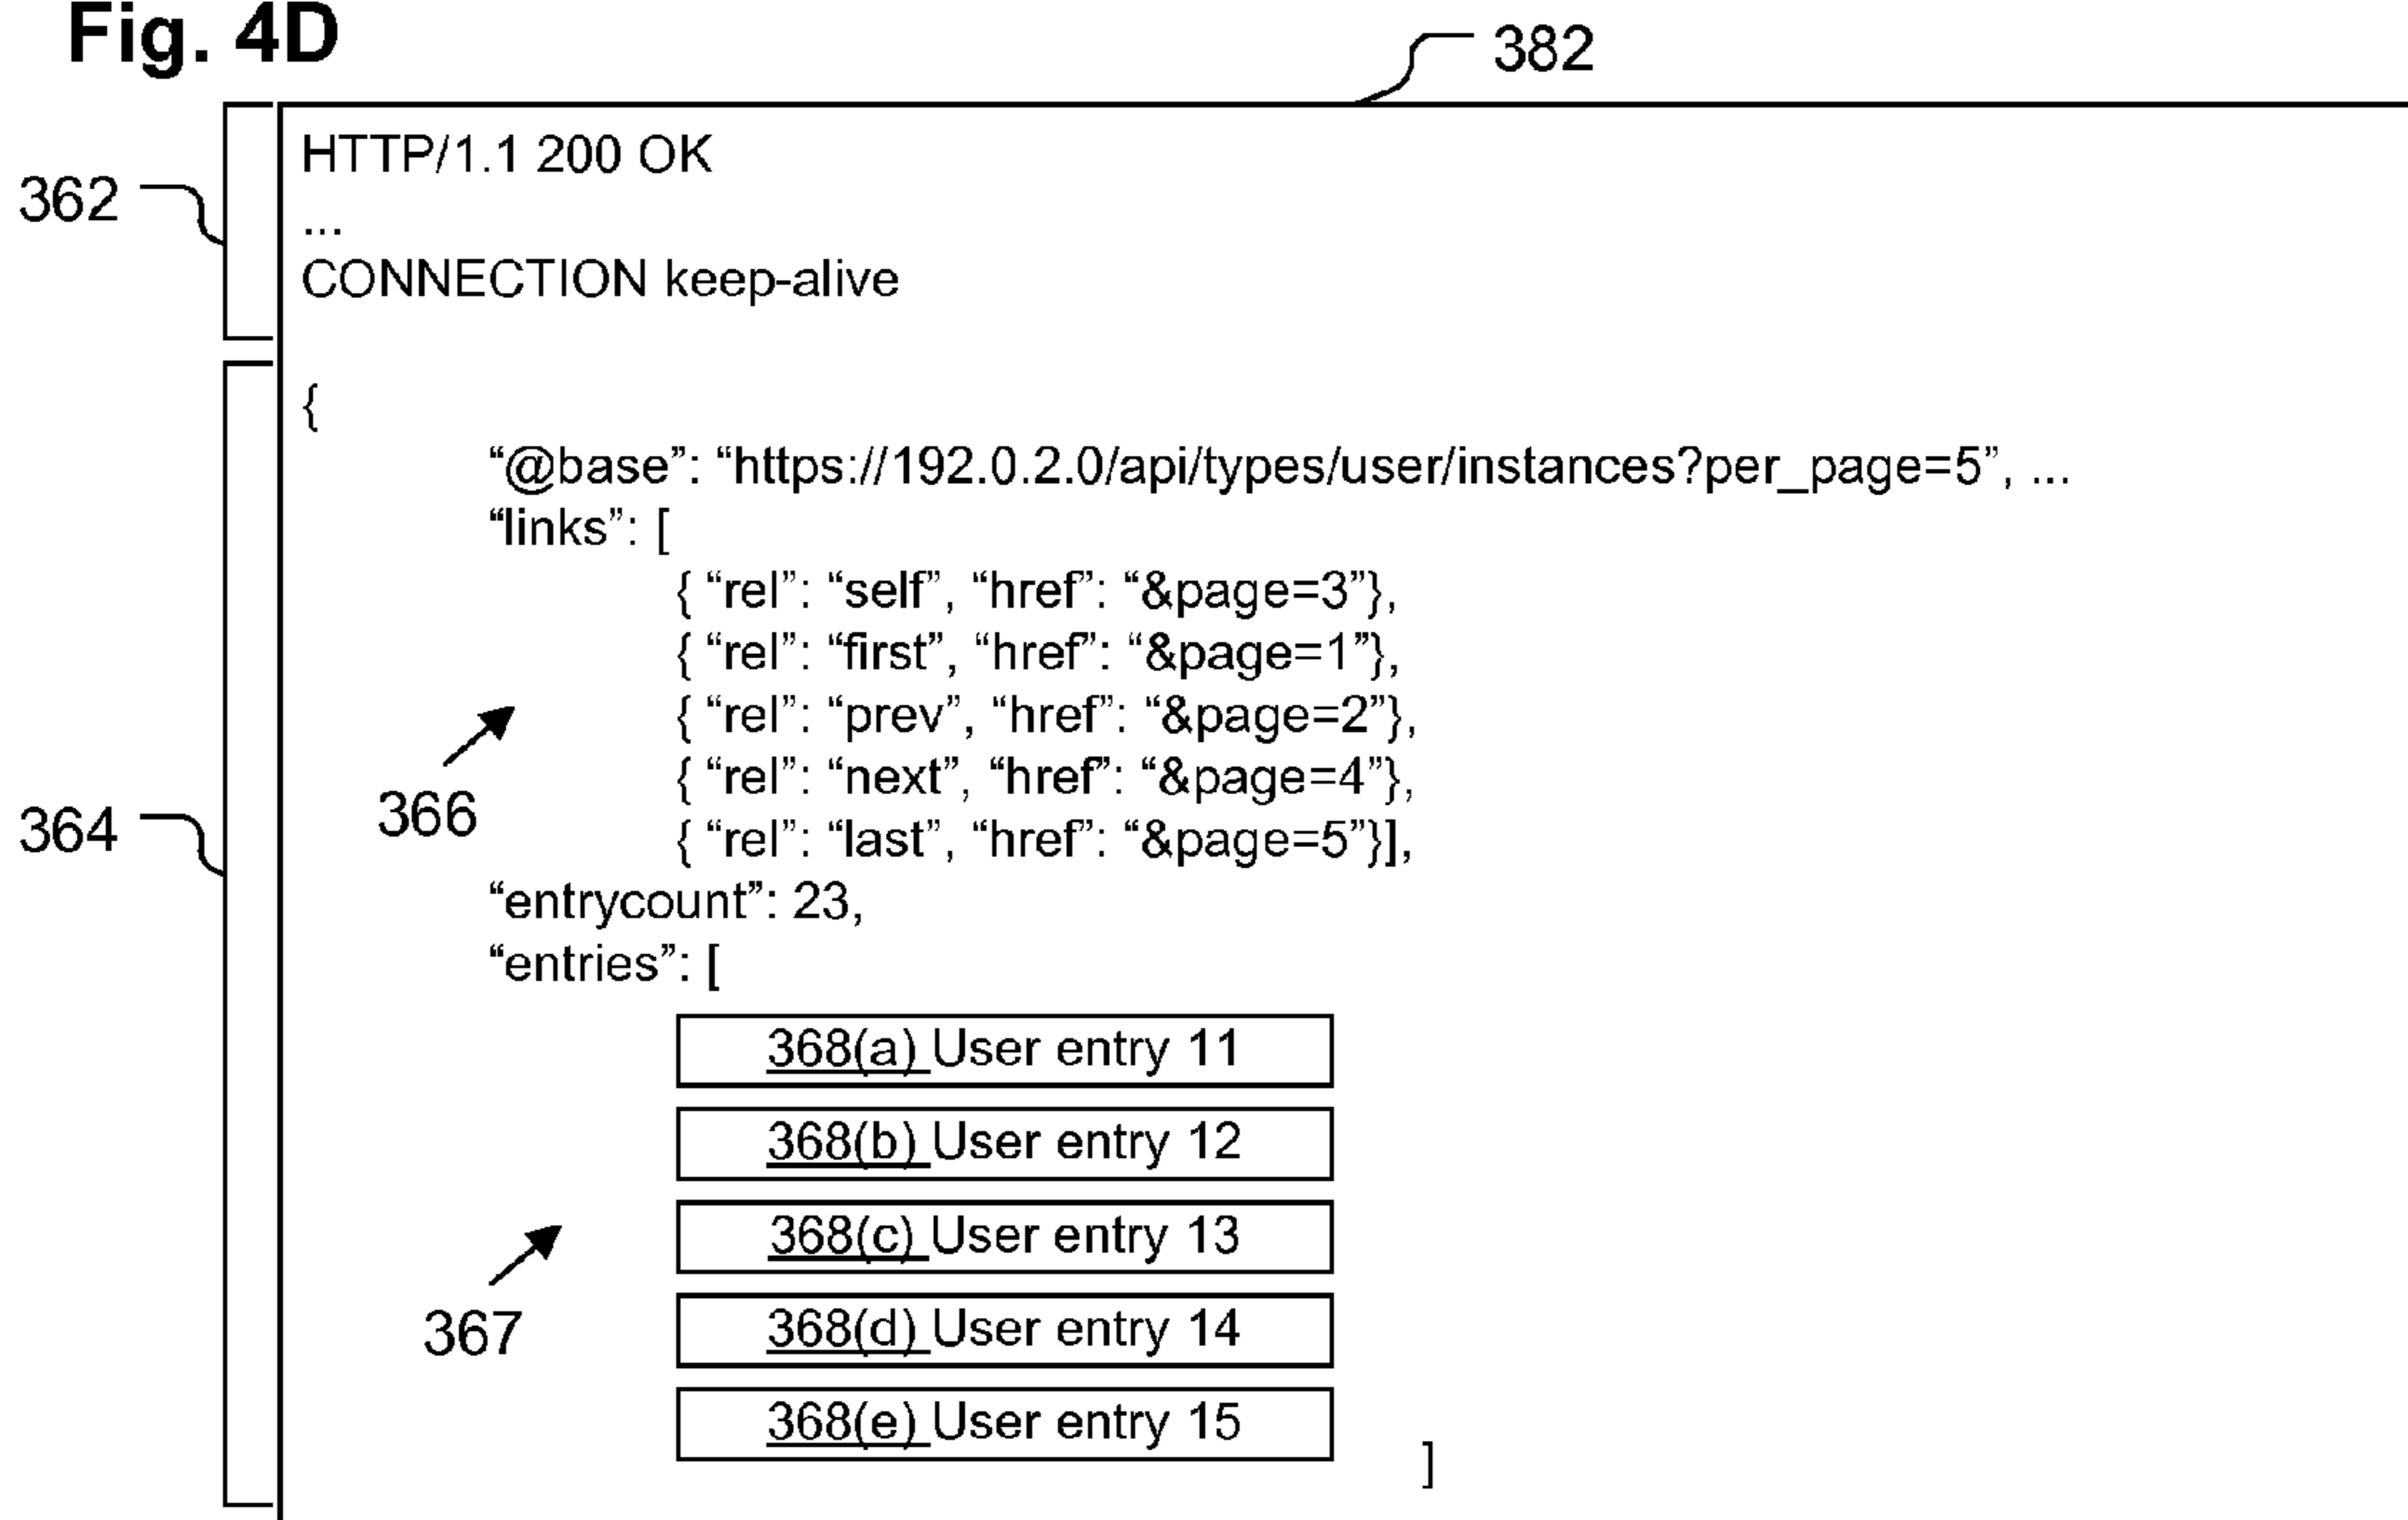 Fig. 4D
382
362
HTTP/1.1 200 OK
...
CONNECTION keep-alive
364
{
“@base”: “https://192.0.2.0/api/types/user/instances?per_page=5”, ...
“links”: [
{ “rel”: “self”, “href”: “&page=3”},
{ “rel”: “first”, “href”: “&page=1”},
{ “rel”: “prev”, “href”: “&page=2”},
{ “rel”: “next”, “href”: “&page=4”},
{ “rel”: “last”, “href”: “&page=5”}],
366
“entrycount”: 23,
“entries”: [
368(a) User entry 11
368(b) User entry 12
368(c) User entry 13
368(d) User entry 14
368(e) User entry 15
367
]